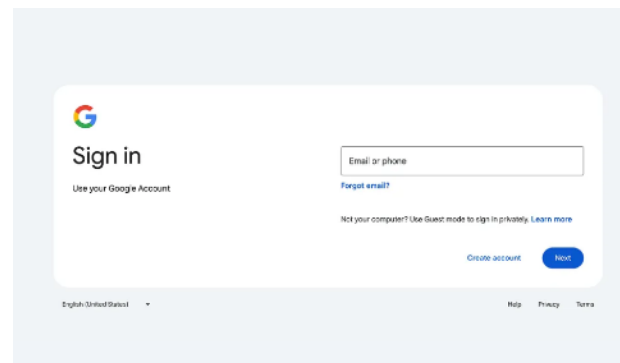 Sign in
Use your Google Account
Email or phone
Forgot email?
Not your computer? Use Guest mode to sign in privately. Learn more
Create account
Next
English (United States)
Help
Privacy
Terms